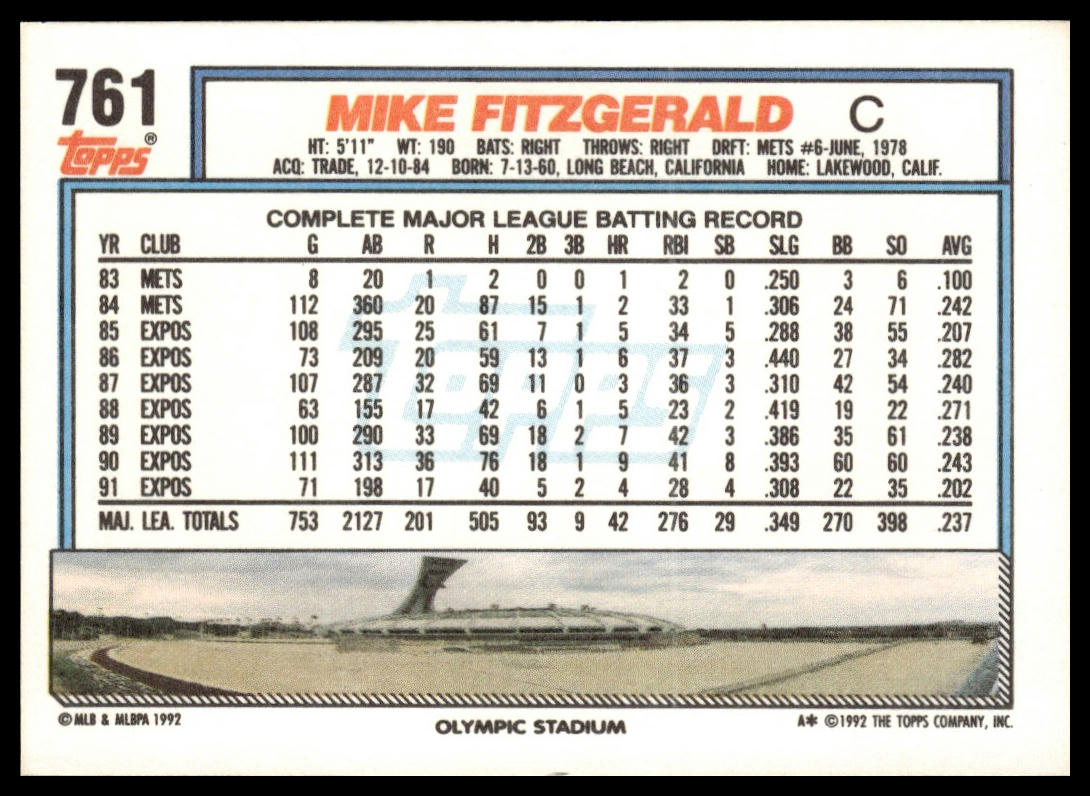 761
topps®
MIKE FITZGERALD C
HT: 5'11" WT: 190 BATS: RIGHT THROWS: RIGHT DRFT: METS #6-JUNE, 1978
ACQ: TRADE, 12-10-84 BORN: 7-13-60, LONG BEACH, CALIFORNIA HOME: LAKEWOOD, CALIF.
COMPLETE MAJOR LEAGUE BATTING RECORD
YR CLUB G AB R H 2B 3B HR RBI SB SLG BB SO AVG
83 METS 8 20 1 2 0 0 1 2 0 .250 3 6 .100
84 METS 112 360 20 87 15 1 2 33 1 .306 24 71 .242
85 EXPOS 108 295 25 61 7 1 5 34 5 .288 38 55 .207
86 EXPOS 73 209 20 59 13 1 6 37 3 .440 27 34 .282
87 EXPOS 107 287 32 69 11 0 3 36 3 .310 42 54 .240
88 EXPOS 63 155 17 42 6 1 5 23 2 .419 19 22 .271
89 EXPOS 100 290 33 69 18 2 7 42 3 .386 35 61 .238
90 EXPOS 111 313 36 76 18 1 9 41 8 .393 60 60 .243
91 EXPOS 71 198 17 40 5 2 4 28 4 .308 22 35 .202
MAJ. LEA. TOTALS 753 2127 201 505 93 9 42 276 29 .349 270 398 .237
topps
©MLB & MLBPA 1992
OLYMPIC STADIUM
A* ©1992 THE TOPPS COMPANY, INC.